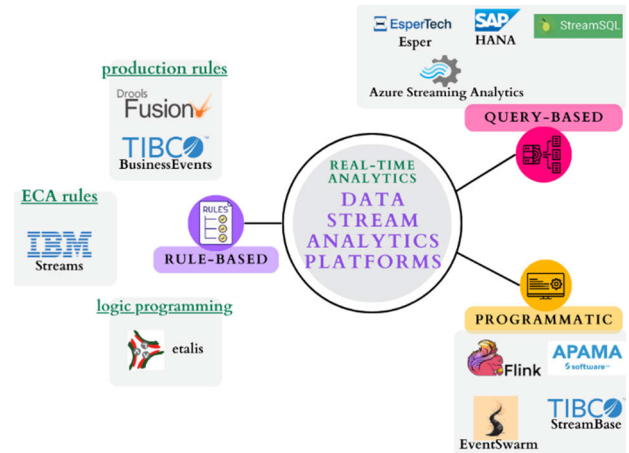 EsperTech
Esper
SAP
HANA
StreamSQL
Azure Streaming Analytics
QUERY-BASED
production rules
Drools
Fusion
TIBCO™
BusinessEvents
ECA rules
IBM
Streams
RULES
RULE-BASED
logic programming
etalis
REAL-TIME
ANALYTICS
DATA
STREAM
ANALYTICS
PLATFORMS
PROGRAMMATIC
Flink
APAMA
software
EventSwarm
TIBCO™
StreamBase